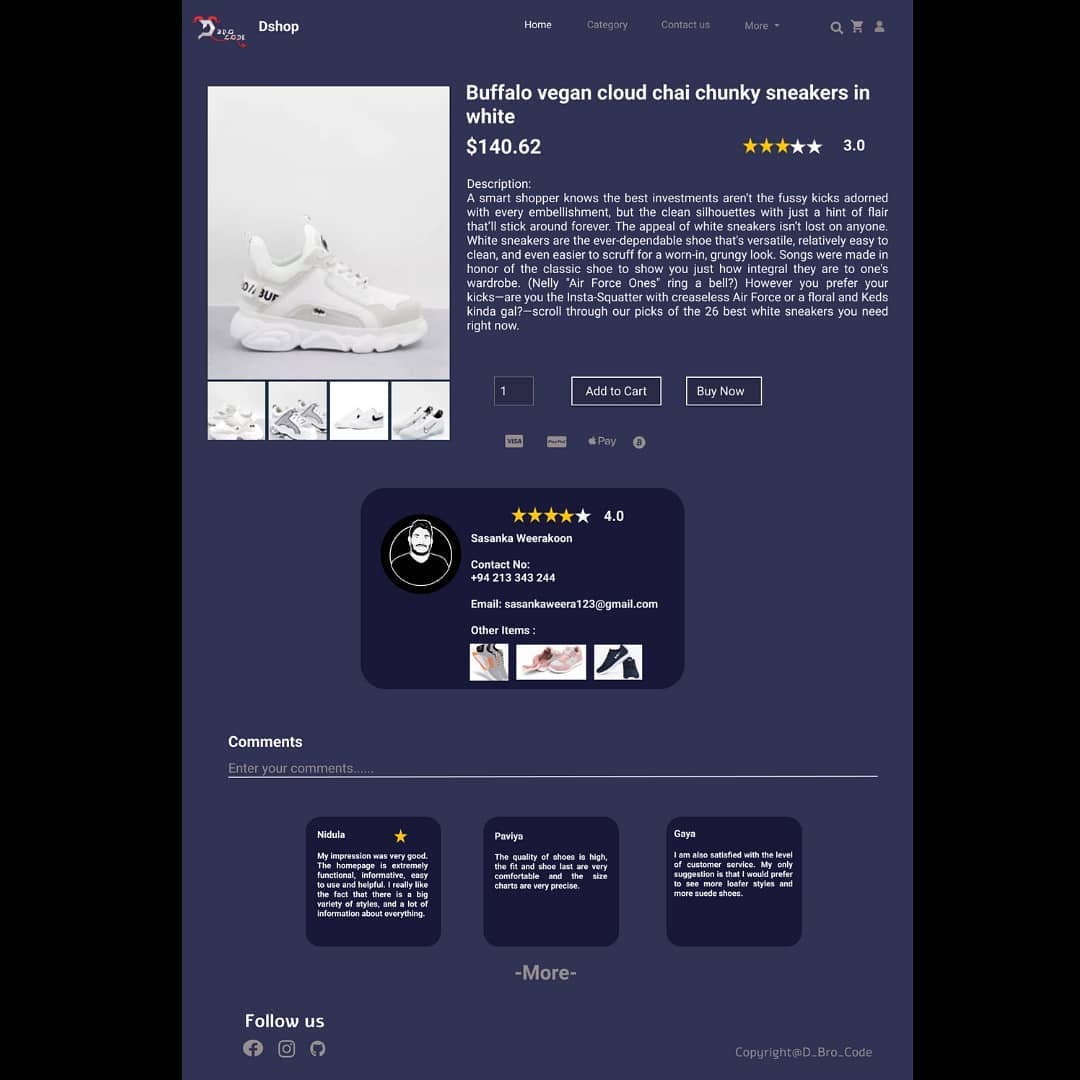 D BRO CODE
Dshop
Home
Category
Contact us
More
Buffalo vegan cloud chai chunky sneakers in
white
$140.62
3.0
Description:
A smart shopper knows the best investments aren't the fussy kicks adorned
with every embellishment, but the clean silhouettes with just a hint of flair
that'll stick around forever. The appeal of white sneakers isn't lost on anyone.
White sneakers are the ever-dependable shoe that's versatile, relatively easy to
clean, and even easier to scruff for a worn-in, grungy look. Songs were made in
honor of the classic shoe to show you just how integral they are to one's
wardrobe. (Nelly "Air Force Ones" ring a bell?) However you prefer your
kicks—are you the Insta-Squatter with creaseless Air Force or a floral and Keds
kinda gal?—scroll through our picks of the 26 best white sneakers you need
right now.
1
Add to Cart
Buy Now
VISA
PayPal
Pay
4.0
Sasanka Weerakoon
Contact No:
+94 213 343 244
Email: sasankaweera123@gmail.com
Other Items :
Comments
Enter your comments......
Nidula
My impression was very good.
The homepage is extremely
functional, informative, easy
to use and helpful. I really like
the fact that there is a big
variety of styles, and a lot of
information about everything.
Paviya
The quality of shoes is high,
the fit and shoe last are very
comfortable and the size
charts are very precise.
Gaya
I am also satisfied with the level
of customer service. My only
suggestion is that I would prefer
to see more loafer styles and
more suede shoes.
-More-
Follow us
Copyright@D_Bro_Code